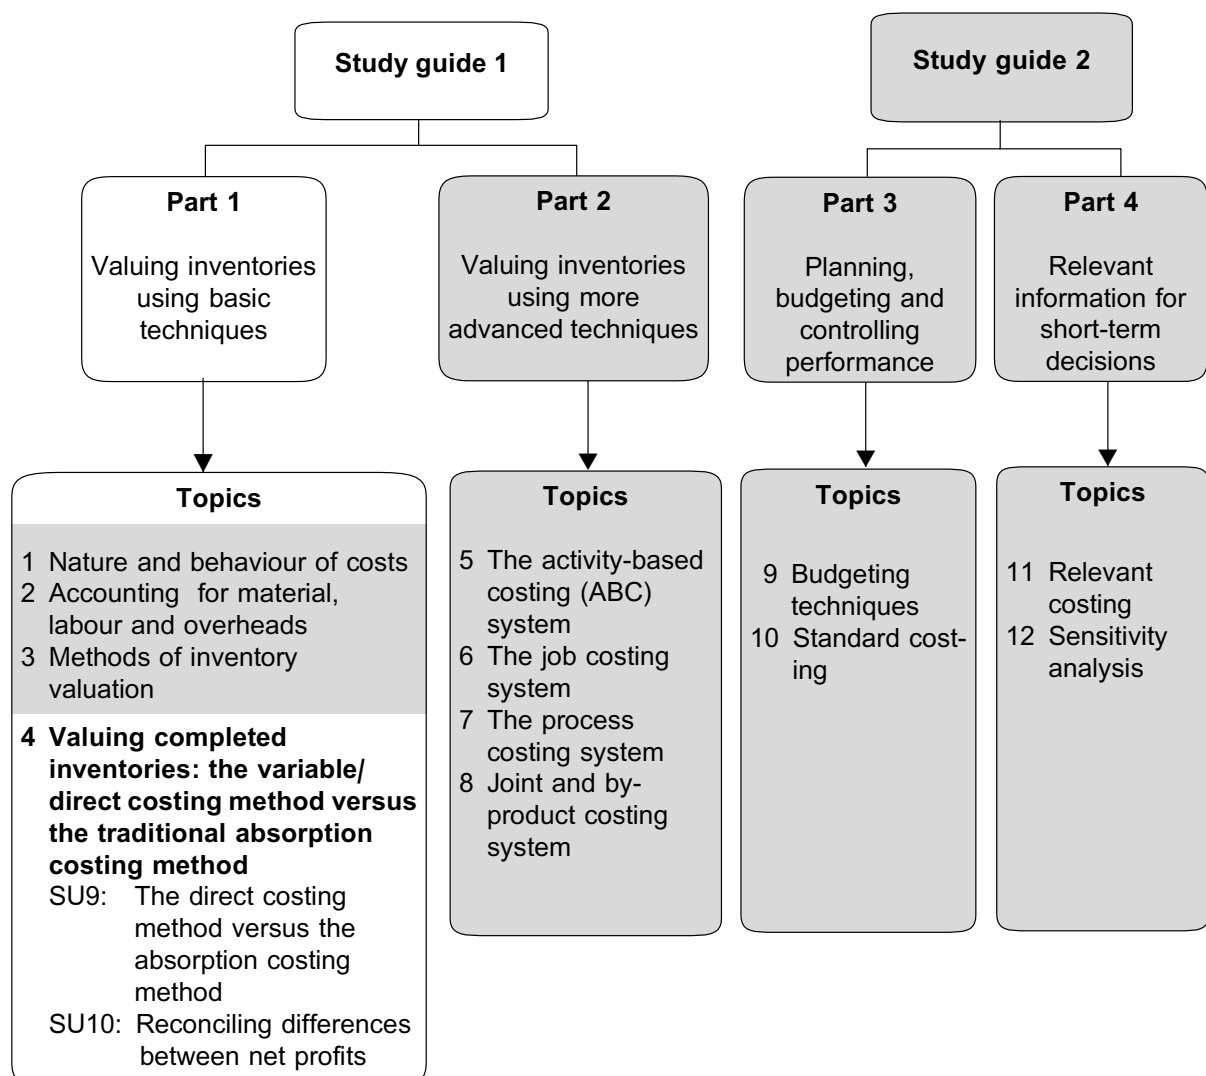 Study guide 1
Study guide 2
Part 1
Valuing inventories
using basic
techniques
Part 2
Valuing inventories
using more
advanced techniques
Part 3
Planning,
budgeting and
controlling
performance
Part 4
Relevant
information for
short-term
decisions
Topics
1 Nature and behaviour of costs
2 Accounting for material,
labour and overheads
3 Methods of inventory
valuation
4 Valuing completed
inventories: the variable/
direct costing method versus
the traditional absorption
costing method
SU9: The direct costing
method versus the
absorption costing
method
SU10: Reconciling differences
between net profits
Topics
5 The activity-based
costing (ABC)
system
6 The job costing
system
7 The process
costing system
8 Joint and by-
product costing
system
Topics
9 Budgeting
techniques
10 Standard cost-
ing
Topics
11 Relevant
costing
12 Sensitivity
analysis